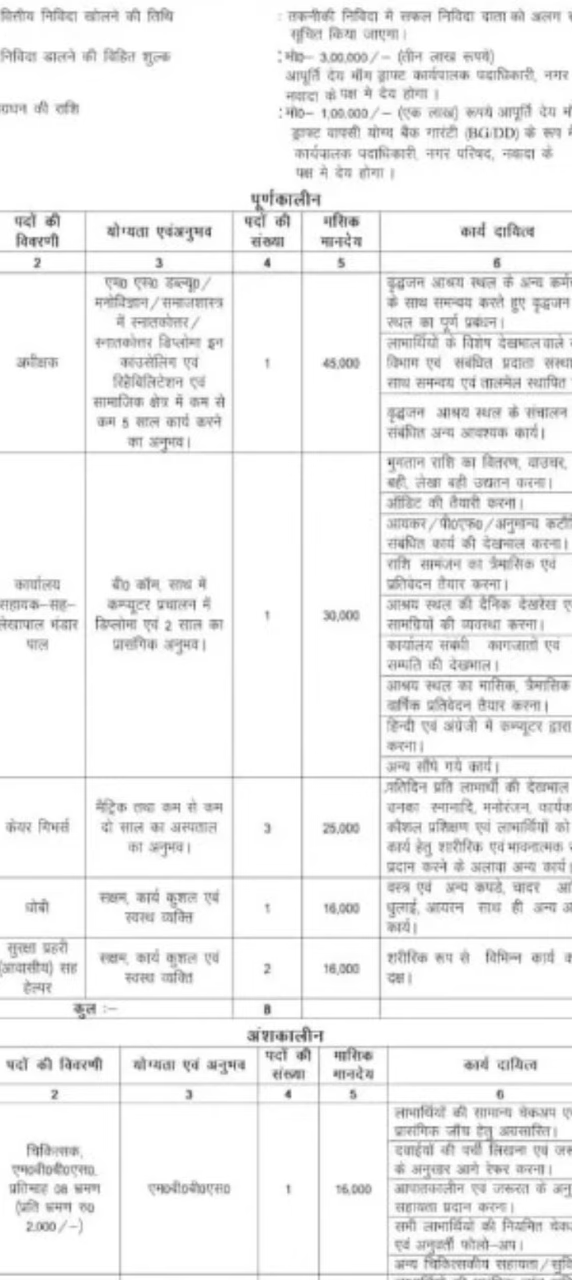 वित्तीय निविदा खोलने की तिथि
: तकनीकी निविदा में सफल निविदा दाता को अलग
सूचित किया जाएगा।
निविदा डालने की विहित शुल्क
: मो0– 3,00,000/– (तीन लाख रूपये)
आपूर्ति देय माँग ड्राफ्ट कार्यपालक पदाधिकारी, नगर
नवादा के पक्ष मे देय होगा।
की राशि
: मो0– 1,00,000/– (एक लाख) रूपये आपूर्ति देय
ड्राफ्ट वापसी योग्य बैंक गारंटी (BG/DD) के रूप में
कार्यपालक पदाधिकारी, नगर परिषद, नवादा के
पक्ष मे देय होगा।
पूर्णकालीन
पदों की विवरणी
योग्यता एवंअनुभव
पदों की संख्या
मासिक मानदेय
कार्य दायित्व
2 3 4 5 6
अधीक्षक
एम0 एस0 डब्ल्यू0/
मनोविज्ञान/समाजशास्त्र
में स्नातकोत्तर/
स्नातकोत्तर डिप्लोमा इन
काउंसेलिंग एवं
रिहैबिलिटेशन एवं
सामाजिक क्षेत्र में कम से
कम 5 साल कार्य करने
का अनुभव।
1
45,000
वृद्धजन आश्रय स्थल के अन्य
के साथ समन्वय करते हुए वृद्धजन
स्थल का पूर्ण प्रबंधन।
लाभार्थियों के विशेष देखभाल वाले
विभाग एवं संबंधित प्रदाता
साथ समन्वय एवं तालमेल स्थापित
वृद्धजन आश्रय स्थल के संचालन
संबंधित अन्य आवश्यक कार्य।
कार्यालय
सहायक–सह–
लेखापाल भंडार
पाल
बी0 कॉम, साथ में
कम्प्यूटर प्रचालन में
डिप्लोमा एवं 2 साल का
प्रासंगिक अनुभव।
1
30,000
भुगतान राशि का वितरण, वाउचर,
बही, लेखा बही उद्यतन करना।
ऑडिट की तैयारी करना।
आयकर/पी0एफ0/अनुमान्य
संबंधित कार्य की देखभाल करना।
राशि सामंजन का त्रैमासिक एवं
प्रतिवेदन तैयार करना।
आश्रय स्थल की दैनिक देखरेख
सामग्रियों की व्यवस्था करना।
कार्यालय संबंधी कागजातों एवं
सम्पति की देखभाल।
आश्रय स्थल का मासिक, त्रैमासिक
वार्षिक प्रतिवेदन तैयार करना।
हिन्दी एवं अंग्रेजी में कम्प्यूटर द्वारा
करना।
अन्य सौंपे गये कार्य।
केयर गिभर्स
मैट्रिक तथा कम से कम
दो साल का अस्पताल
का अनुभव।
3
25,000
प्रतिदिन प्रति लाभार्थी की देखभाल
उनका स्नानादि, मनोरंजन,
कौशल प्रशिक्षण एवं लाभार्थियों को
कार्य हेतु शारीरिक एवं भावनात्मक
प्रदान करने के अलावा अन्य कार्य।
धोबी
सक्षम, कार्य कुशल एवं
स्वस्थ व्यक्ति
1
16,000
वस्त्र एवं अन्य कपडे, चादर
धुलाई, आयरन साथ ही अन्य
कार्य।
सुरक्षा प्रहरी
(आवासीय) सह
हेल्पर
सक्षम, कार्य कुशल एवं
स्वस्थ व्यक्ति
2
16,000
शरीरिक रूप से विभिन्न कार्य
दक्ष।
कुल :–
8
अंशकालीन
पदों की विवरणी
योग्यता एवं अनुभव
पदों की संख्या
मासिक मानदेय
कार्य दायित्व
2 3 4 5 6
चिकित्सक,
एम0बी0बी0एस0,
प्रतिमाह 08 भ्रमण
(प्रति भ्रमण रु0
2,000/–)
एम0बी0बी0एस0
1
16,000
लाभार्थियों की सामान्य चेकअप
प्रासंगिक जाँच हेतु अग्रसारित।
दवाईयों की पर्ची लिखना एवं
के अनुसार आगे रेफर करना।
आपातकालीन एवं जरूरत के
सहायता प्रदान करना।
सभी लाभार्थियों की नियमित
एवं अनुवर्ती फोलो–अप।
अन्य चिकित्सकीय सहायता/